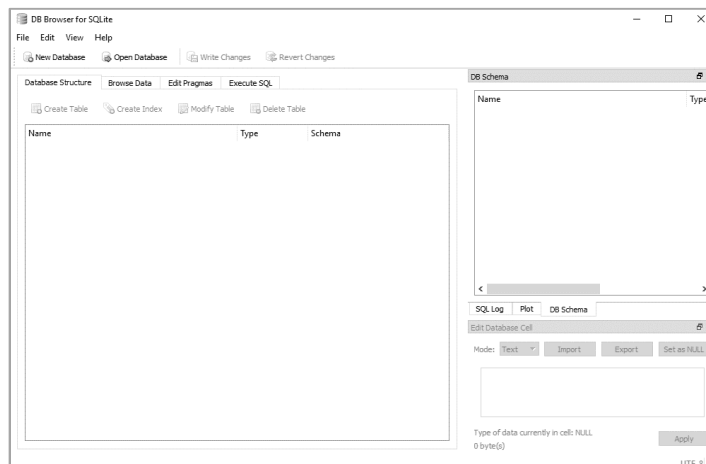 DB Browser for SQLite
File Edit View Help
New Database Open Database Write Changes Revert Changes
Database Structure Browse Data Edit Pragmas Execute SQL
Create Table Create Index Modify Table Delete Table
Name Type Schema
DB Schema
Name Type
SQL Log Plot DB Schema
Edit Database Cell
Mode: Text Import Export Set as NULL
Type of data currently in cell: NULL
0 byte(s)
Apply
UTF-8